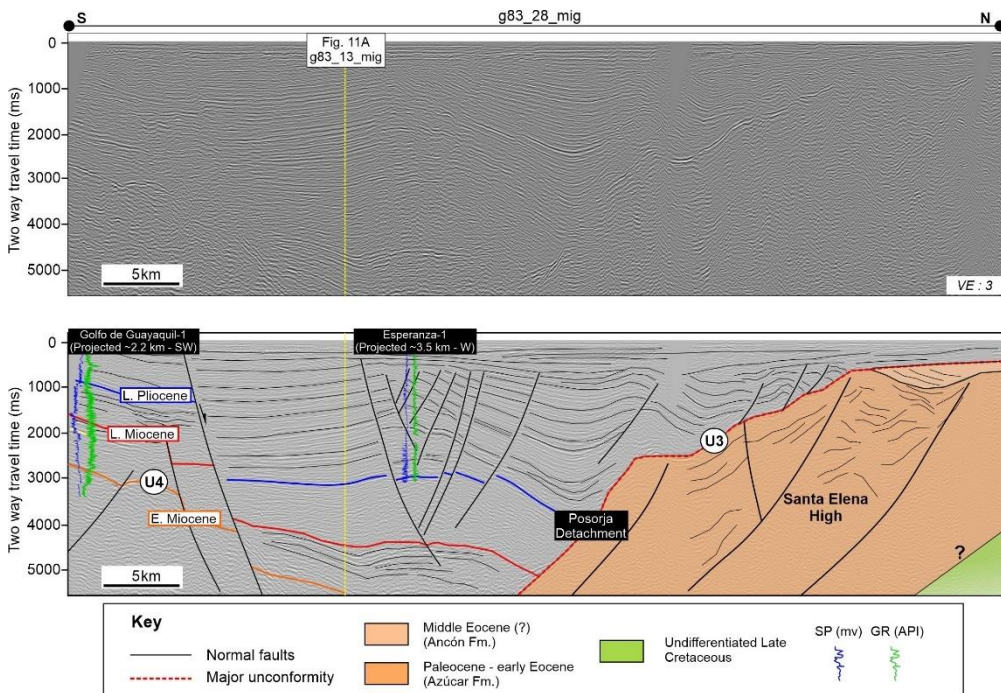 S
g83_28_mig
N
Fig. 11A
g83_13_mig
Two way travel time (ms)
0
1000
2000
3000
4000
5000
5km
VE : 3
Golfo de Guayaquil-1
(Projected ~2.2 km - SW)
Esperanza-1
(Projected ~3.5 km - W)
Two way travel time (ms)
0
1000
2000
3000
4000
5000
L. Pliocene
L. Miocene
U4
E. Miocene
U3
Posorja
Detachment
Santa Elena
High
?
5km
Key
Normal faults
Major unconformity
Middle Eocene (?)
(Ancón Fm.)
Paleocene - early Eocene
(Azúcar Fm.)
Undifferentiated Late
Cretaceous
SP (mv)
GR (API)